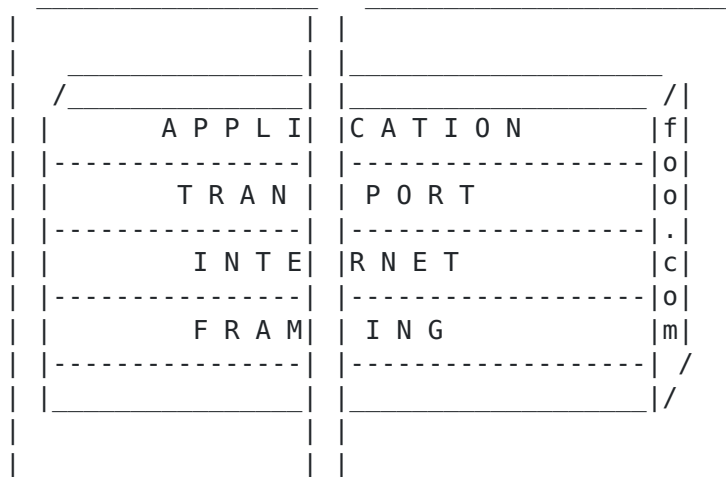 A P P L I C A T I O N
T R A N P O R T
I N T E R N E T
F R A M I N G
foo.com